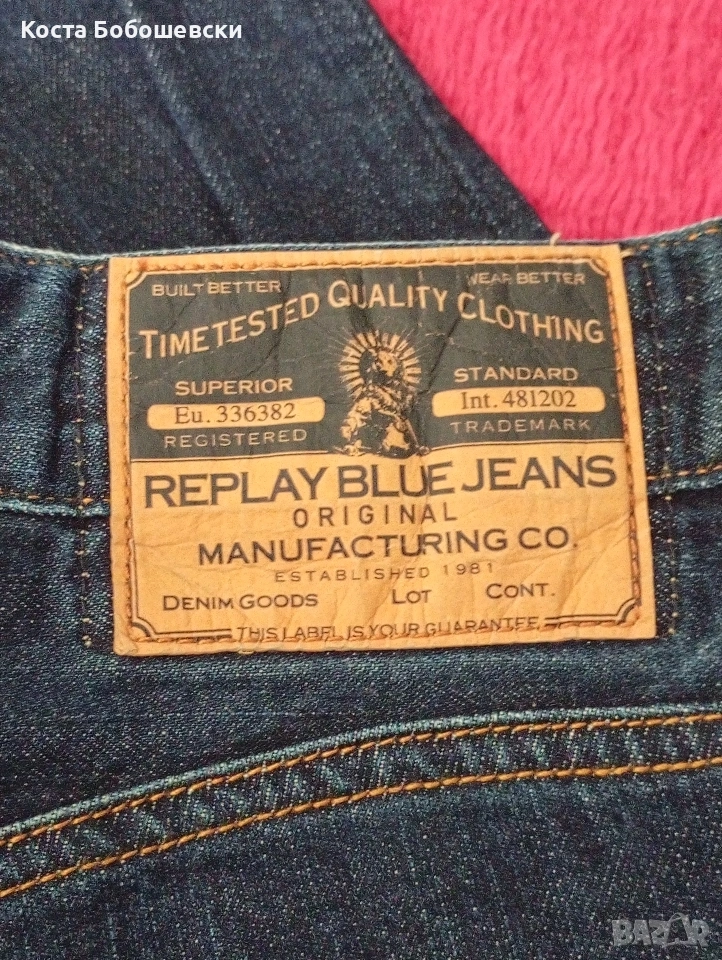 Коста Бобошевски
BUILT BETTER WEAR BETTER
TIMETESTED QUALITY CLOTHING
SUPERIOR STANDARD
Eu. 336382 Int. 481202
REGISTERED TRADEMARK
REPLAY BLUE JEANS
ORIGINAL
MANUFACTURING CO.
ESTABLISHED 1981
DENIM GOODS LOT CONT.
THIS LABEL IS YOUR GUARANTEE
BAZAR